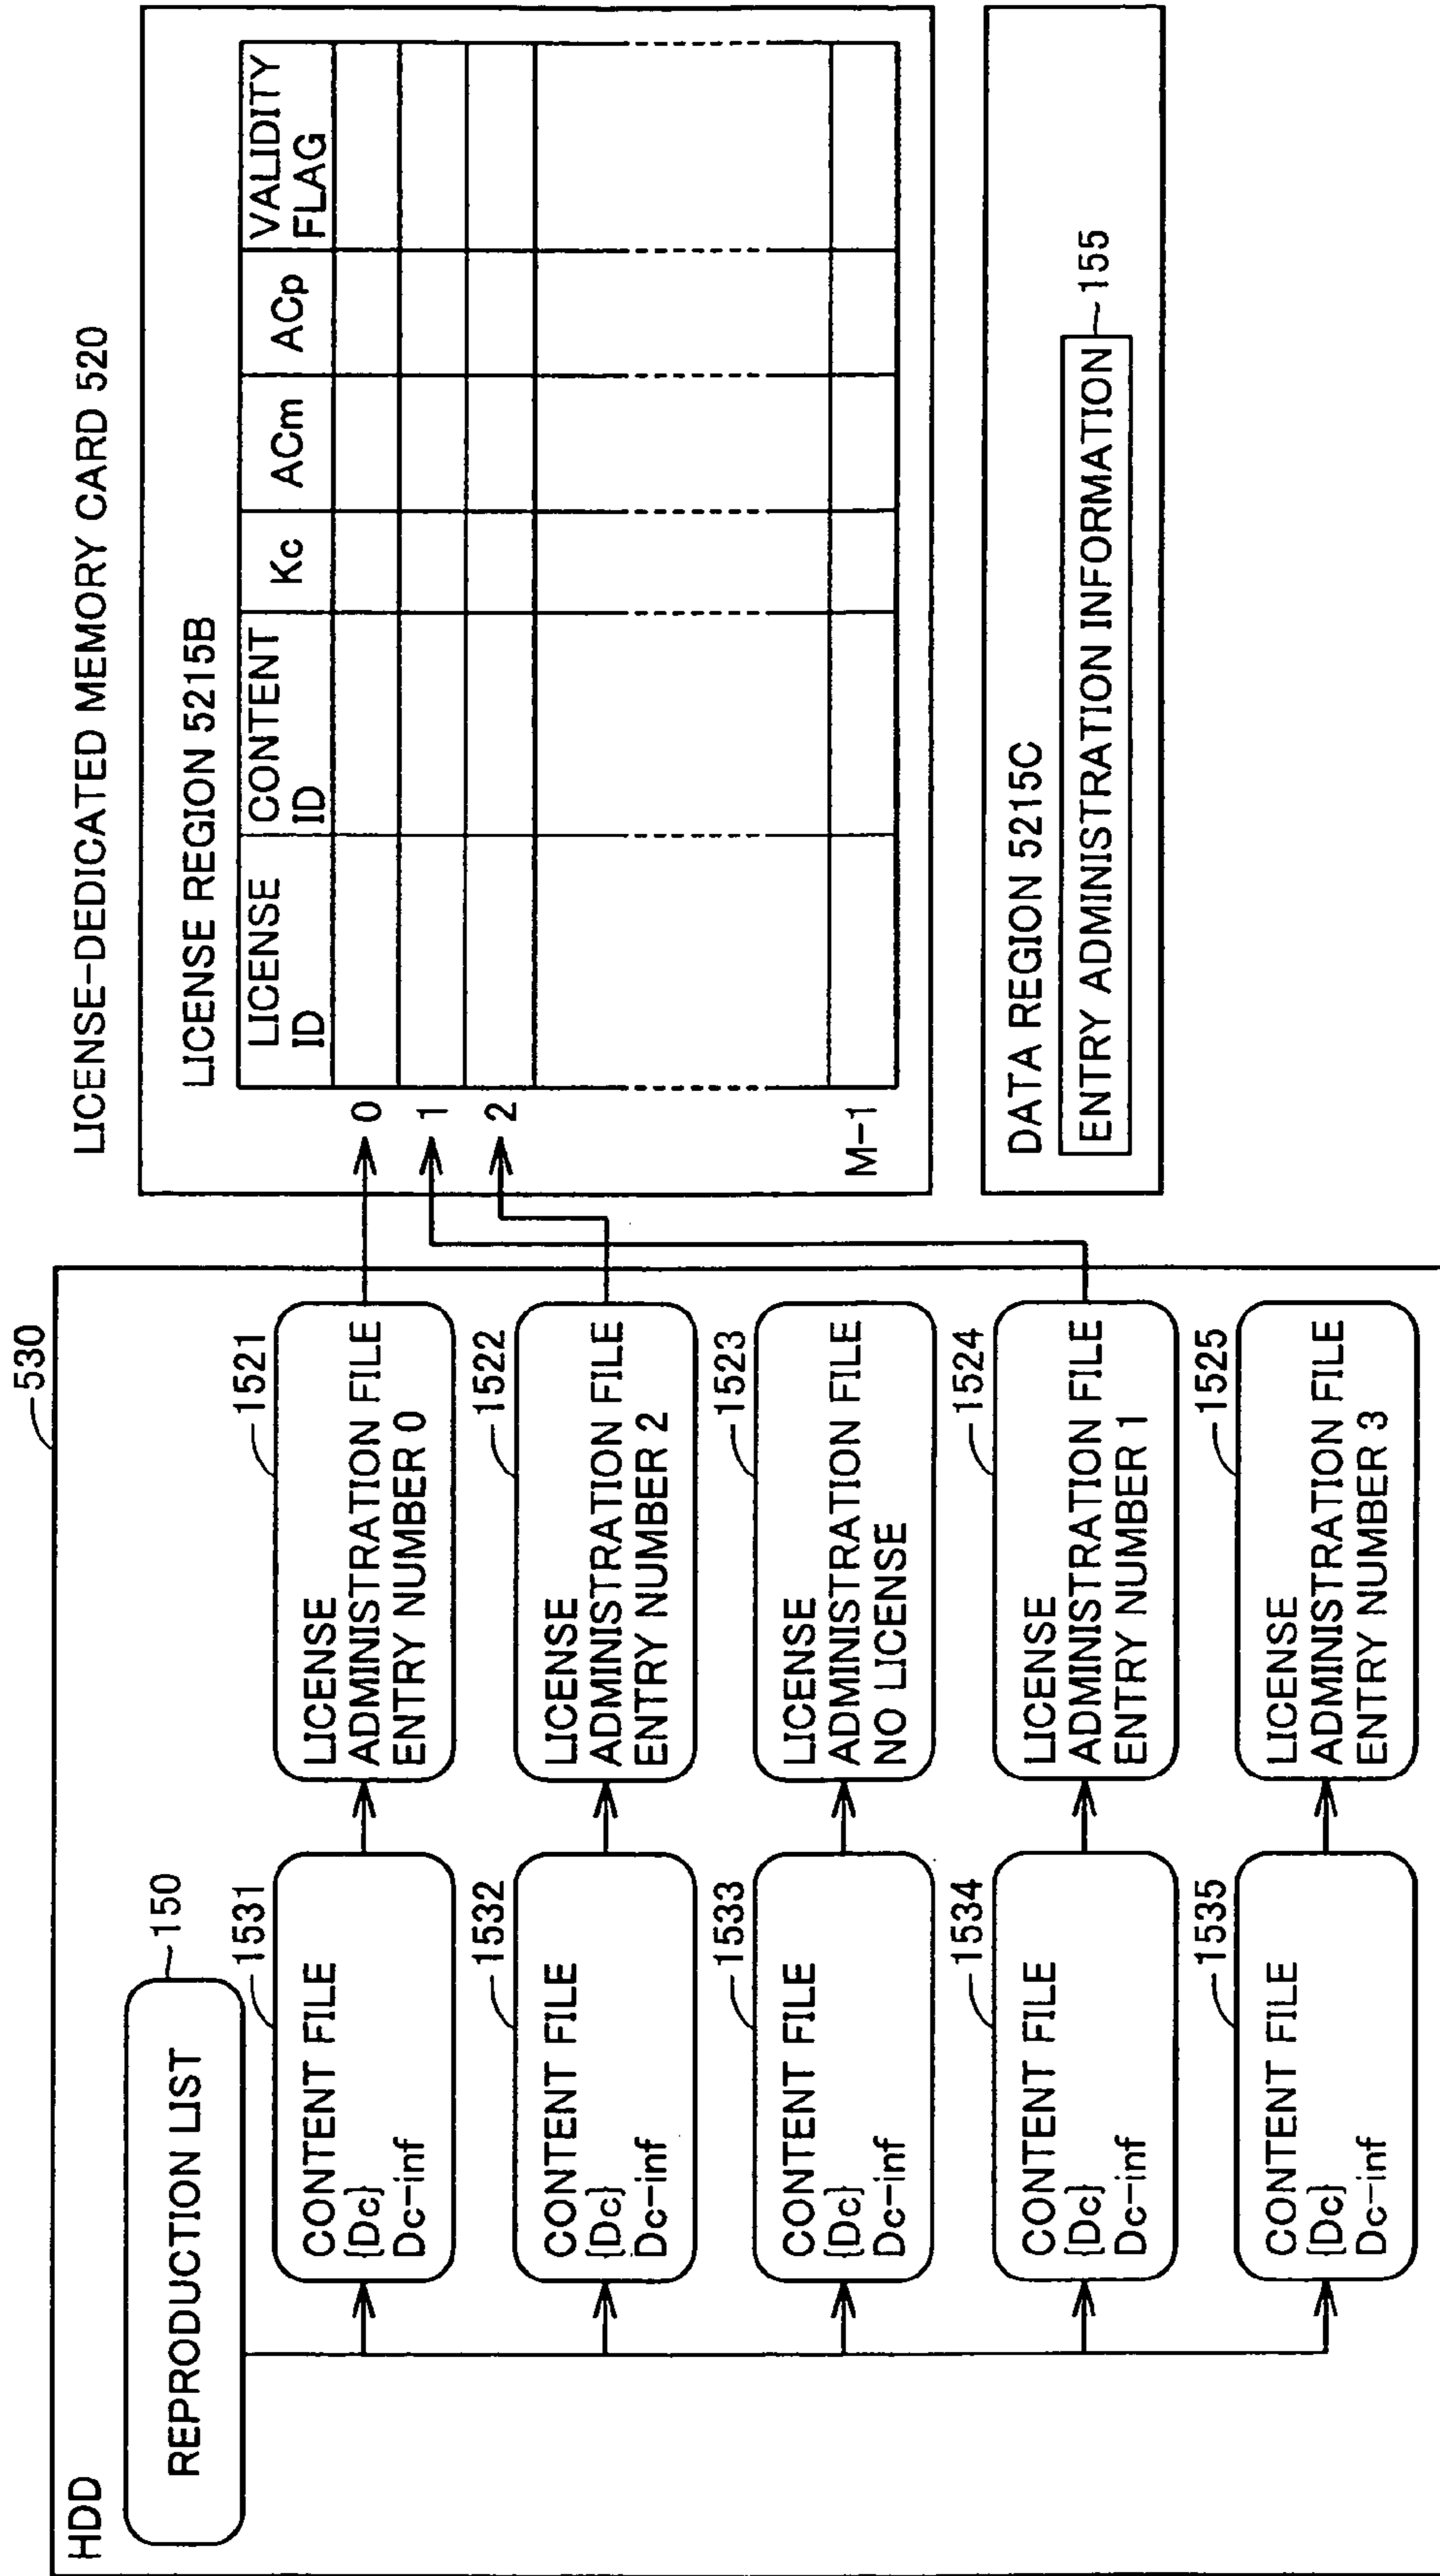 HDD
530
REPRODUCTION LIST
150
CONTENT FILE
{Dc}
Dc-inf
1531
LICENSE
ADMINISTRATION FILE
ENTRY NUMBER 0
1521
CONTENT FILE
{Dc}
Dc-inf
1532
LICENSE
ADMINISTRATION FILE
ENTRY NUMBER 2
1522
CONTENT FILE
{Dc}
Dc-inf
1533
LICENSE
ADMINISTRATION FILE
NO LICENSE
1523
CONTENT FILE
{Dc}
Dc-inf
1534
LICENSE
ADMINISTRATION FILE
ENTRY NUMBER 1
1524
CONTENT FILE
{Dc}
Dc-inf
1535
LICENSE
ADMINISTRATION FILE
ENTRY NUMBER 3
1525
LICENSE-DEDICATED MEMORY CARD 520
LICENSE REGION 5215B
LICENSE ID CONTENT ID Kc ACm ACp VALIDITY FLAG
0
1
2
M-1
DATA REGION 5215C
ENTRY ADMINISTRATION INFORMATION 155